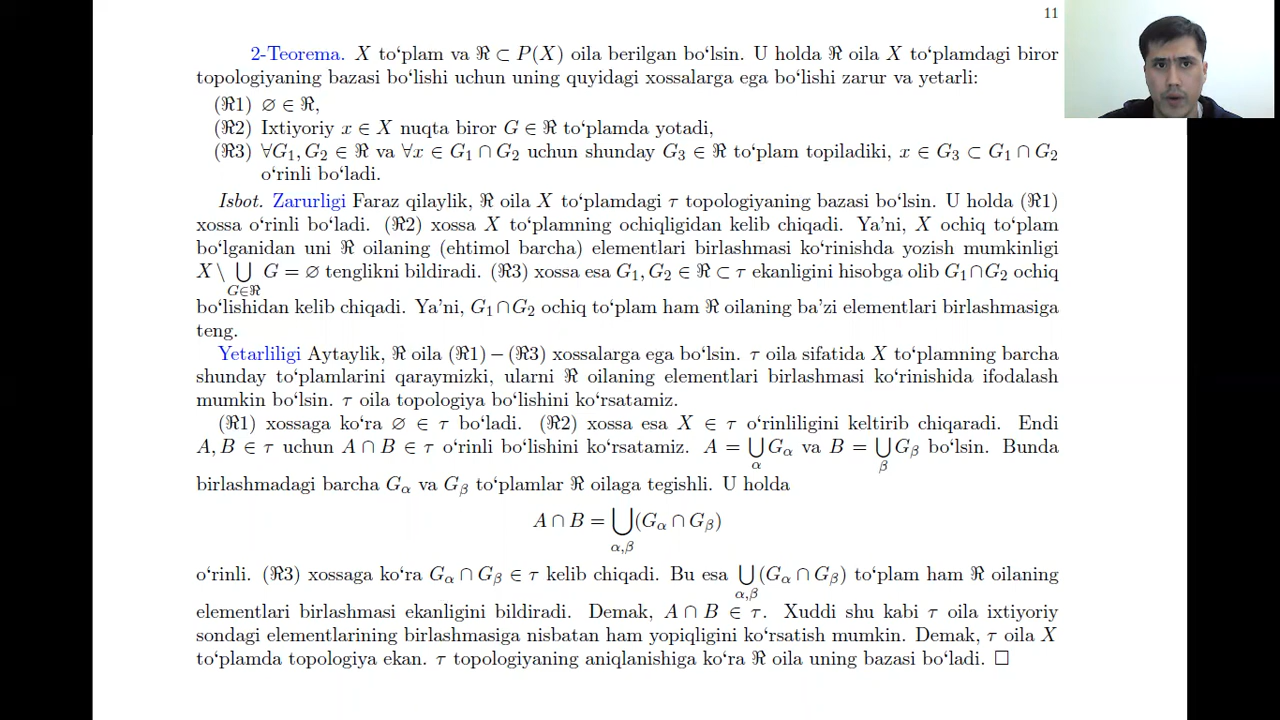 11
2-Teorema. X to‘plam va ℜ ⊂ P(X) oila berilgan bo‘lsin. U holda ℜ oila X to‘plamdagi biror
topologiyaning bazasi bo‘lishi uchun uning quyidagi xossalarga ega bo‘lishi zarur va yetarli:
(ℜ1) ∅ ∈ ℜ,
(ℜ2) Ixtiyoriy x ∈ X nuqta biror G ∈ ℜ to‘plamda yotadi,
(ℜ3) ∀G₁, G₂ ∈ ℜ va ∀x ∈ G₁ ∩ G₂ uchun shunday G₃ ∈ ℜ to‘plam topiladiki, x ∈ G₃ ⊂ G₁ ∩ G₂
o‘rinli bo‘ladi.
Isbot. Zarurligi Faraz qilaylik, ℜ oila X to‘plamdagi τ topologiyaning bazasi bo‘lsin. U holda (ℜ1)
xossa o‘rinli bo‘ladi. (ℜ2) xossa X to‘plamning ochiqligidan kelib chiqadi. Ya’ni, X ochiq to‘plam
bo‘lganidan uni ℜ oilaning (ehtimol barcha) elementlari birlashmasi ko‘rinishda yozish mumkinligi
X \ ⋃ G = ∅ tenglikni bildiradi. (ℜ3) xossa esa G₁, G₂ ∈ ℜ ⊂ τ ekanligini hisobga olib G₁∩G₂ ochiq
G∈ℜ
bo‘lishidan kelib chiqadi. Ya’ni, G₁∩G₂ ochiq to‘plam ham ℜ oilaning ba’zi elementlari birlashmasiga
teng.
Yetarliligi Aytaylik, ℜ oila (ℜ1) – (ℜ3) xossalarga ega bo‘lsin. τ oila sifatida X to‘plamning barcha
shunday to‘plamlarini qaraymizki, ularni ℜ oilaning elementlari birlashmasi ko‘rinishida ifodalash
mumkin bo‘lsin. τ oila topologiya bo‘lishini ko‘rsatamiz.
(ℜ1) xossaga ko‘ra ∅ ∈ τ bo‘ladi. (ℜ2) xossa esa X ∈ τ o‘rinliligini keltirib chiqaradi. Endi
A, B ∈ τ uchun A ∩ B ∈ τ o‘rinli bo‘lishini ko‘rsatamiz. A = ⋃ Gα va B = ⋃ Gβ bo‘lsin. Bunda
α β
birlashmadagi barcha Gα va Gβ to‘plamlar ℜ oilaga tegishli. U holda
A ∩ B = ⋃(Gα ∩ Gβ)
α,β
o‘rinli. (ℜ3) xossaga ko‘ra Gα ∩ Gβ ∈ τ kelib chiqadi. Bu esa ⋃(Gα ∩ Gβ) to‘plam ham ℜ oilaning
α,β
elementlari birlashmasi ekanligini bildiradi. Demak, A ∩ B ∈ τ. Xuddi shu kabi τ oila ixtiyoriy
sondagi elementlarining birlashmasiga nisbatan ham yopiqligini ko‘rsatish mumkin. Demak, τ oila X
to‘plamda topologiya ekan. τ topologiyaning aniqlanishiga ko‘ra ℜ oila uning bazasi bo‘ladi. □